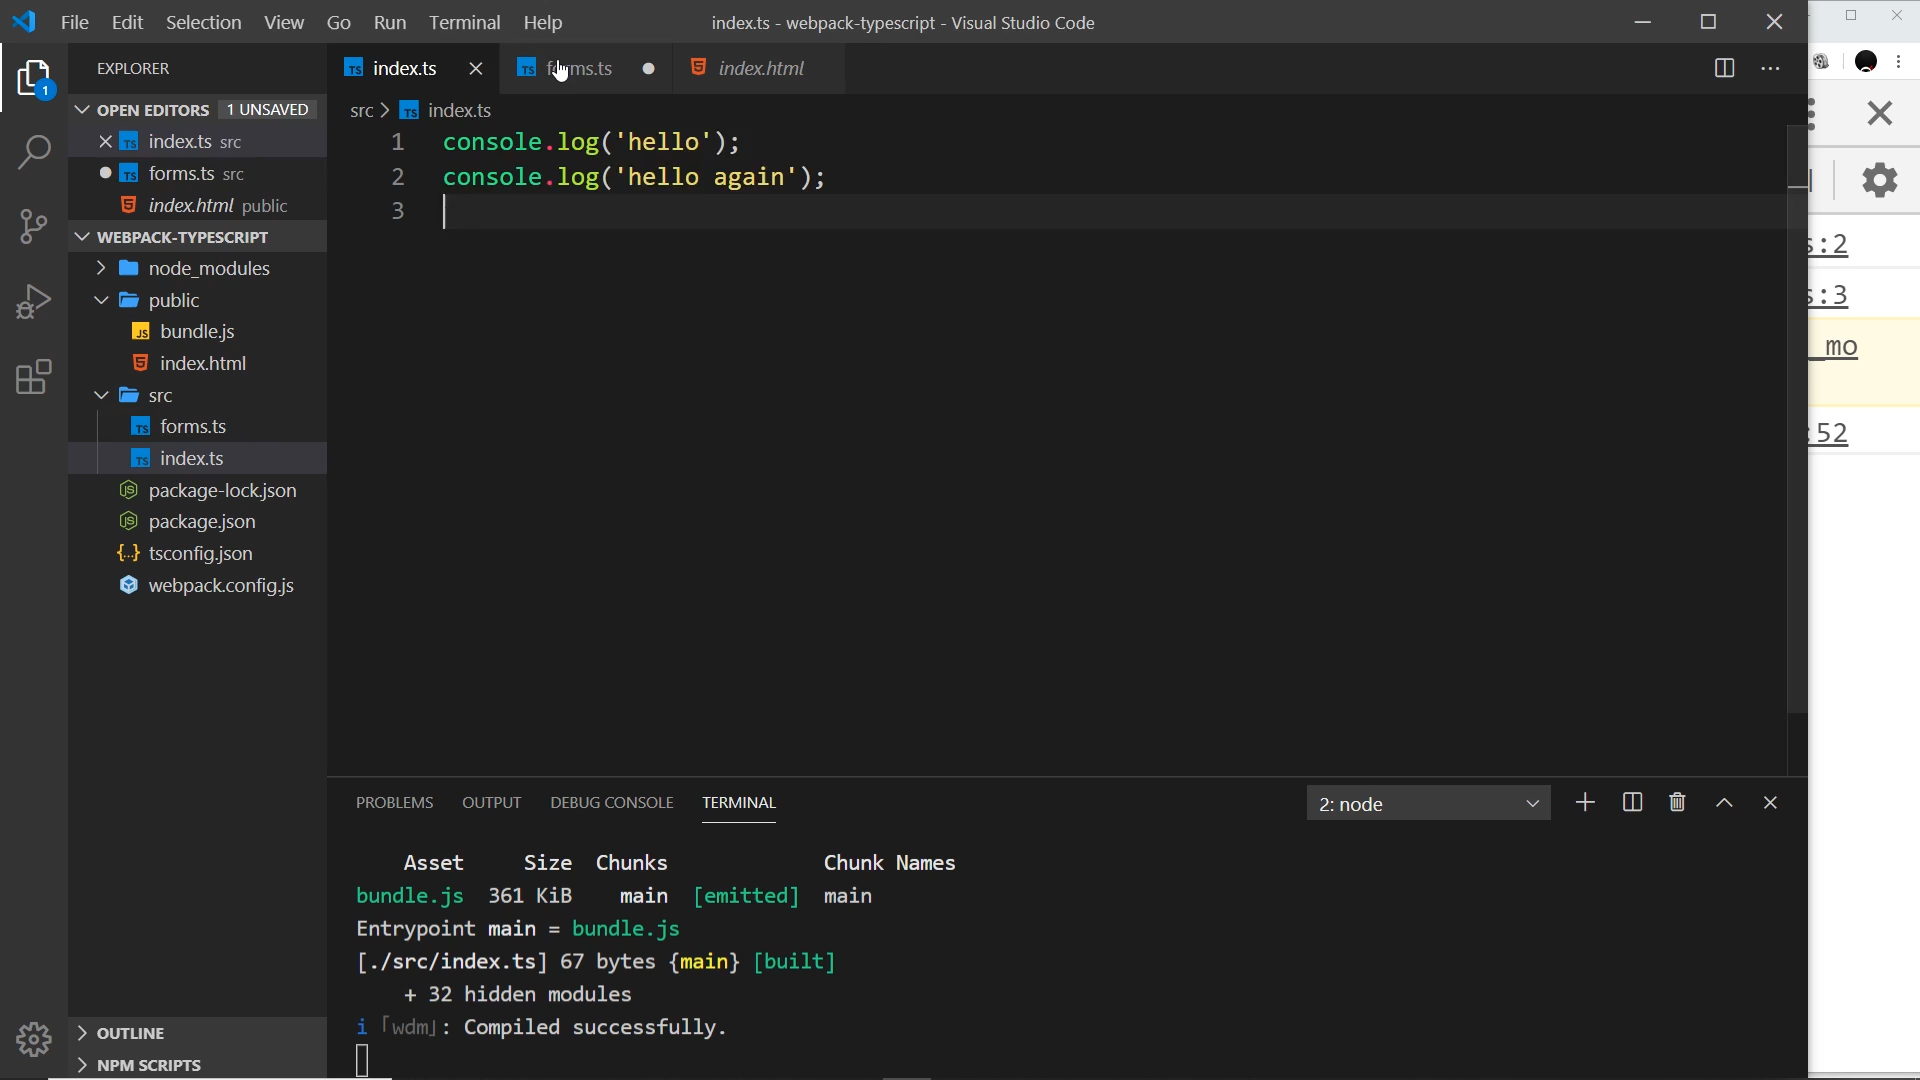 File Edit Selection View Go Run Terminal Help
index.ts - webpack-typescript - Visual Studio Code
EXPLORER
OPEN EDITORS 1 UNSAVED
index.ts src
forms.ts src
index.html public
WEBPACK-TYPESCRIPT
node_modules
public
bundle.js
index.html
src
forms.ts
index.ts
package-lock.json
package.json
tsconfig.json
webpack.config.js
OUTLINE
NPM SCRIPTS
1
index.ts
forms.ts
index.html
src > index.ts
1 console.log('hello');
2 console.log('hello again');
3
PROBLEMS OUTPUT DEBUG CONSOLE TERMINAL
2: node
Asset Size Chunks Chunk Names
bundle.js 361 KiB main [emitted] main
Entrypoint main = bundle.js
[./src/index.ts] 67 bytes {main} [built]
+ 32 hidden modules
i ｢wdm｣: Compiled successfully.
s:2
s:3
_mo
:52